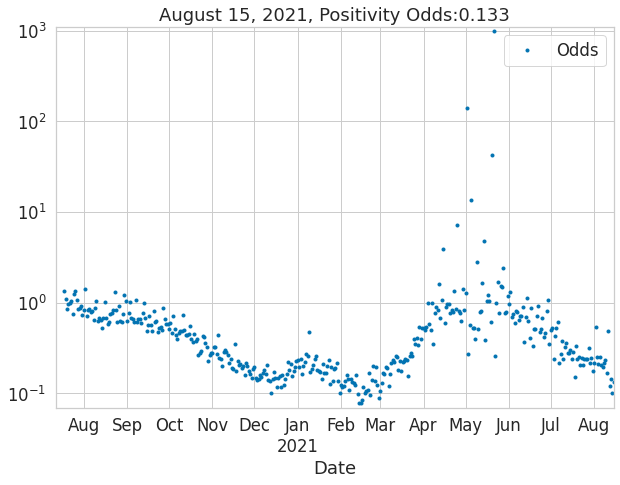 August 15, 2021, Positivity Odds:0.133
Odds
10³
10²
10¹
10⁰
10⁻¹
Aug Sep Oct Nov Dec Jan Feb Mar Apr May Jun Jul Aug
2021
Date